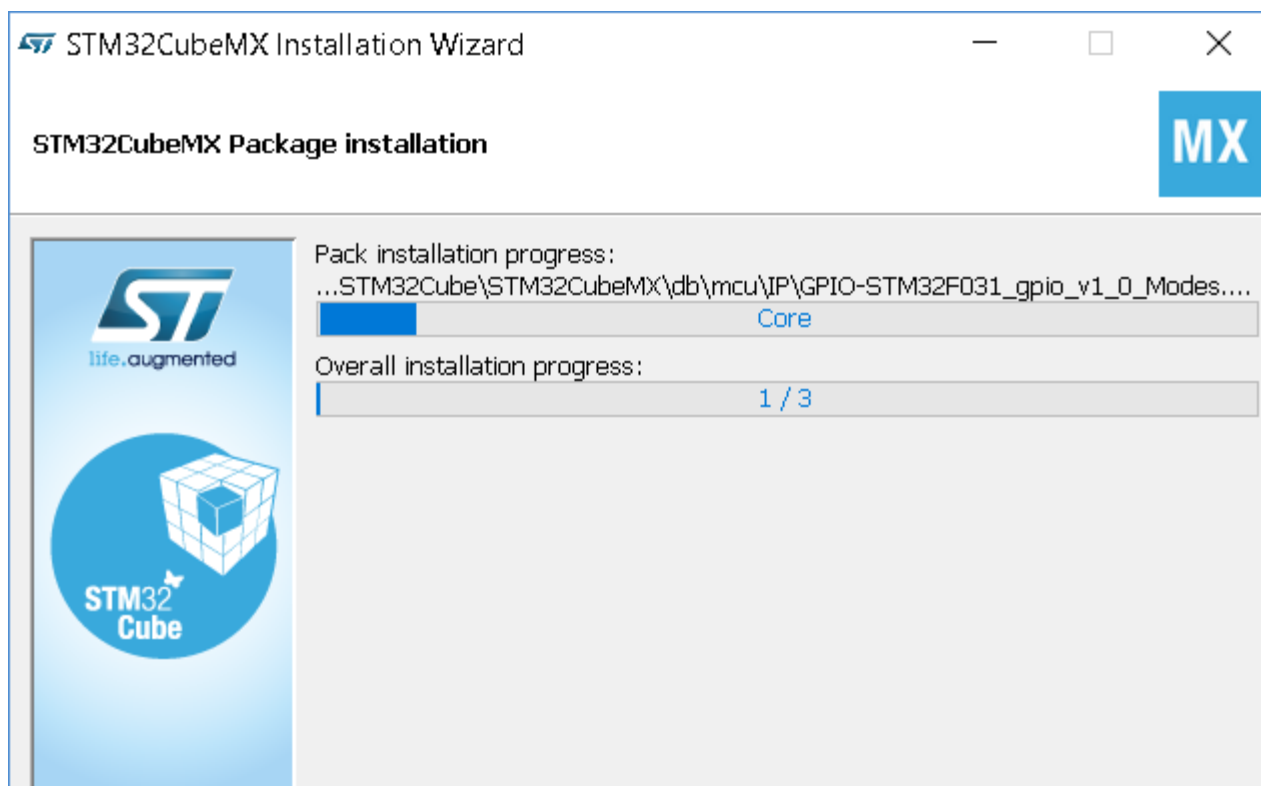 STM32CubeMX Installation Wizard
STM32CubeMX Package installation
MX
Pack installation progress:
...STM32Cube\STM32CubeMX\db\mcu\IP\GPIO-STM32F031_gpio_v1_0_Modes....
Core
Overall installation progress:
1 / 3
ST
life.augmented
STM32
Cube